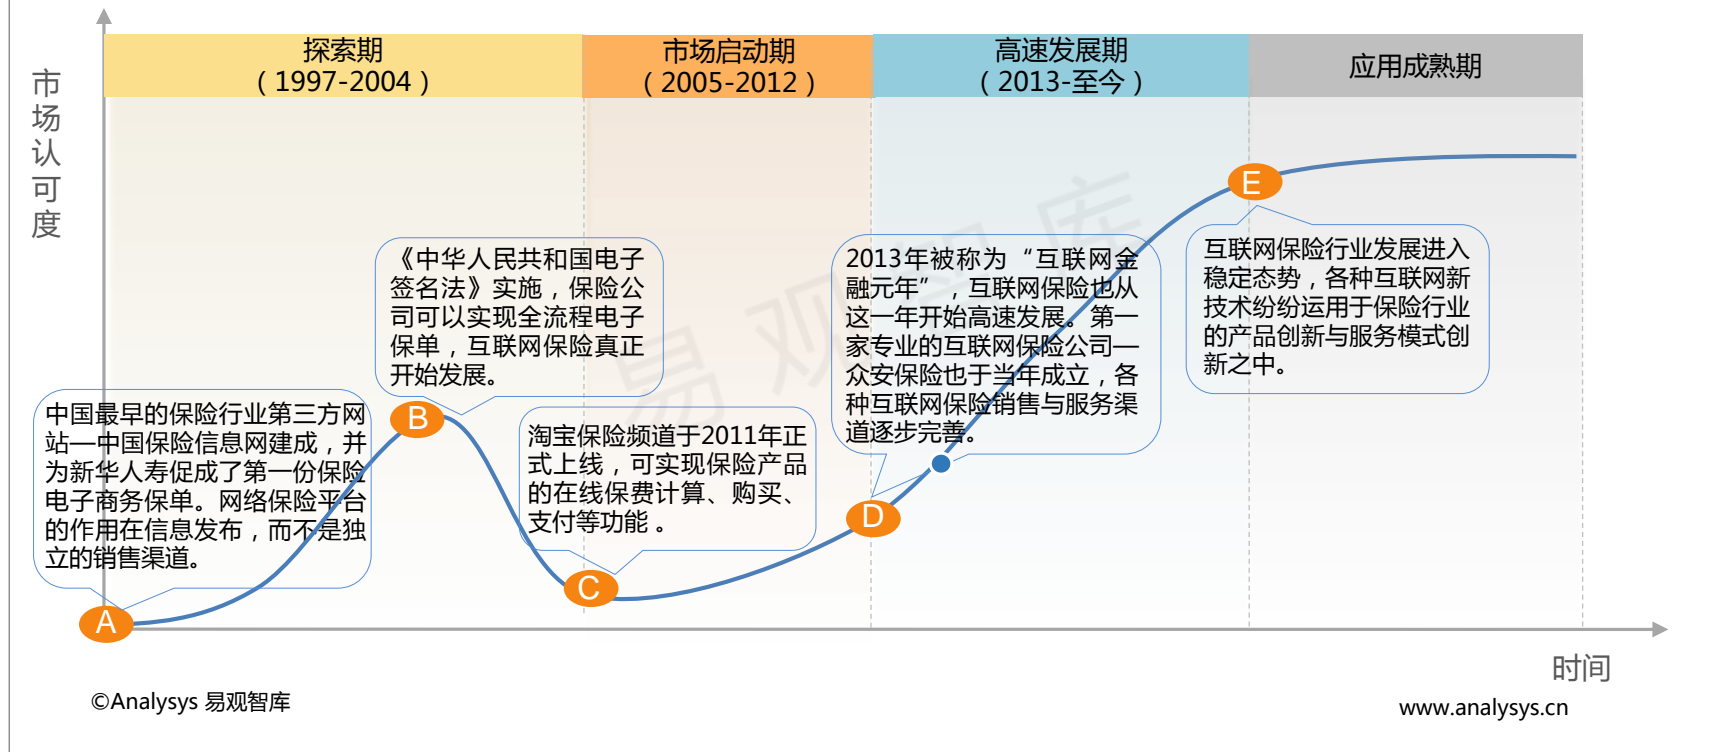 探索期
（1997-2004）
市场启动期
（2005-2012）
高速发展期
（2013-至今）
应用成熟期
市场认可度
《中华人民共和国电子
签名法》实施，保险公
司可以实现全流程电子
保单，互联网保险真正
开始发展。
2013年被称为“互联网金
融元年”，互联网保险也从
这一年开始高速发展。第一
家专业的互联网保险公司—
众安保险也于当年成立，各
种互联网保险销售与服务渠
道逐步完善。
互联网保险行业发展进入
稳定态势，各种互联网新
技术纷纷运用于保险行业
的产品创新与服务模式创
新之中。
中国最早的保险行业第三方网
站—中国保险信息网建成，并
为新华人寿促成了第一份保险
电子商务保单。网络保险平台
的作用在信息发布，而不是独
立的销售渠道。
淘宝保险频道于2011年正
式上线，可实现保险产品
的在线保费计算、购买、
支付等功能 。
A
B
C
D
E
易观智库
时间
©Analysys 易观智库
www.analysys.cn